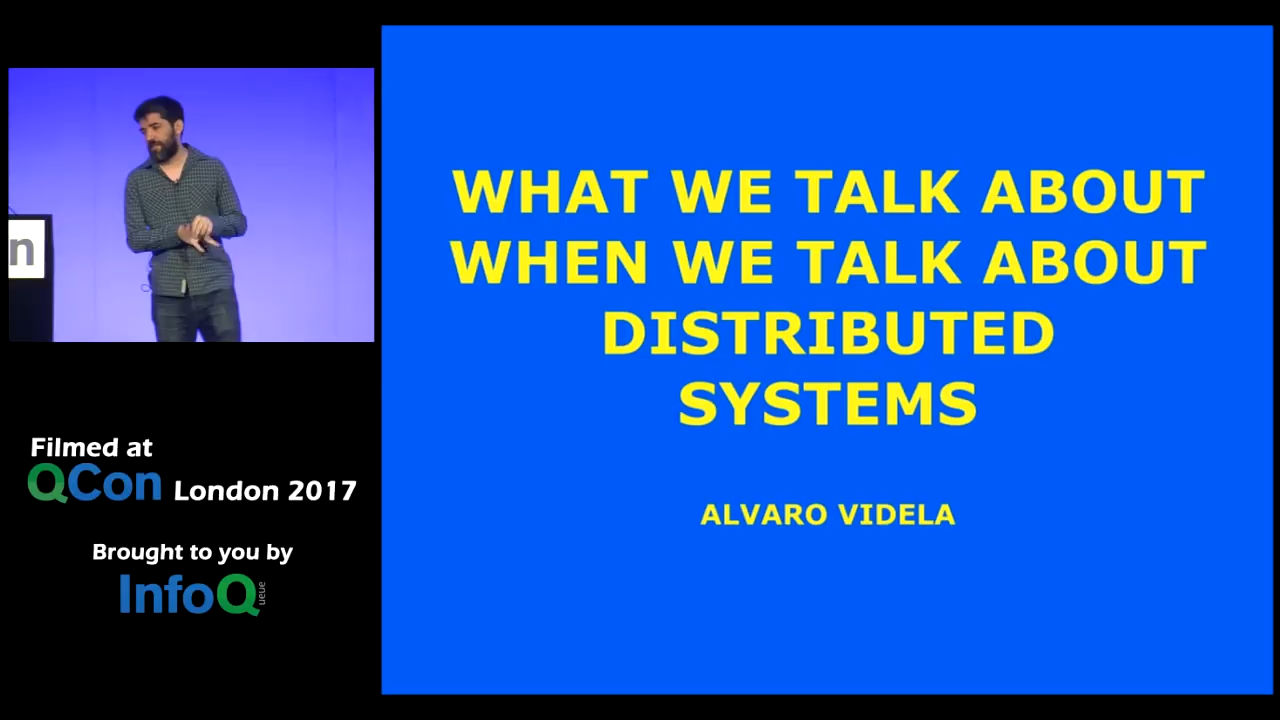 n
Filmed at
QCon London 2017
Brought to you by
InfoQ
ueue
WHAT WE TALK ABOUT
WHEN WE TALK ABOUT
DISTRIBUTED
SYSTEMS
ALVARO VIDELA